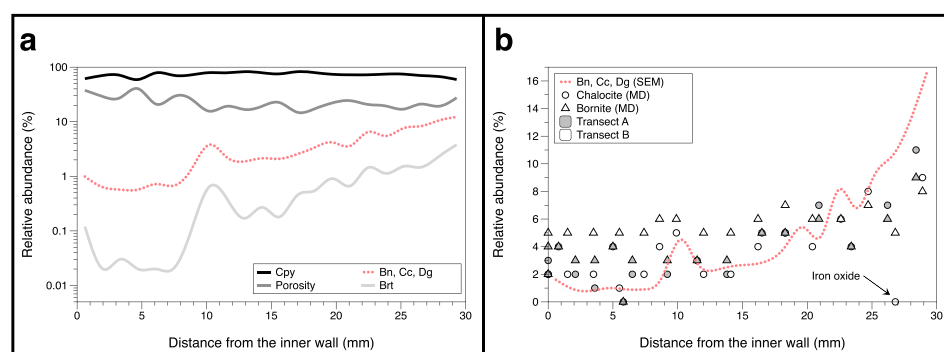 a
Relative abundance (%)
100
10
1
0.1
0.01
Cpy
Porosity
Bn, Cc, Dg
Brt
0 5 10 15 20 25 30
Distance from the inner wall (mm)
b
Relative abundance (%)
16
14
12
10
8
6
4
2
0
Bn, Cc, Dg (SEM)
Chalocite (MD)
Bornite (MD)
Transect A
Transect B
Iron oxide
0 5 10 15 20 25 30
Distance from the inner wall (mm)